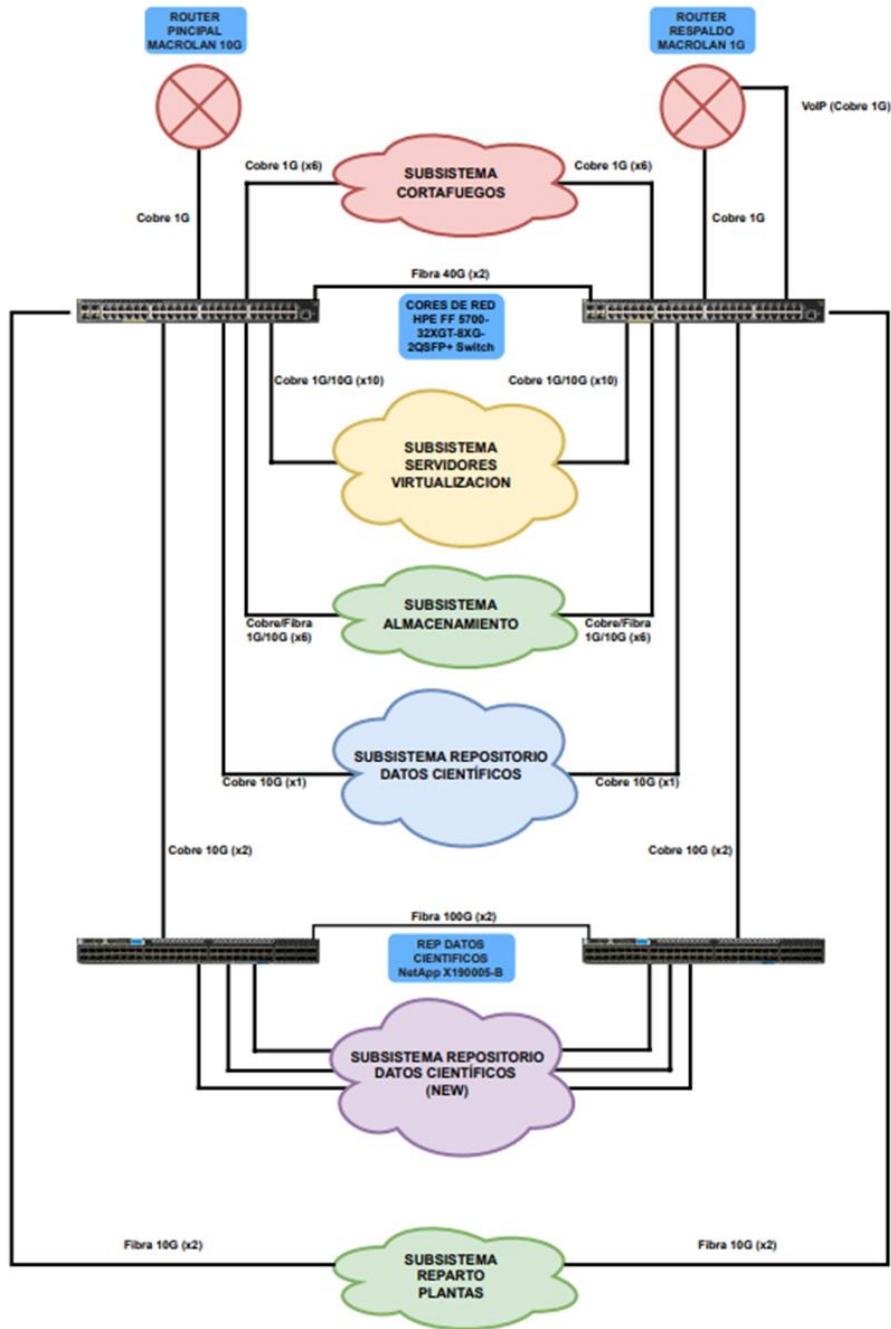 ROUTER
PINCIPAL
MACROLAN 10G
ROUTER
RESPALDO
MACROLAN 1G
VoIP (Cobre 1G)
Cobre 1G (x6)
SUBSISTEMA
CORTAFUEGOS
Cobre 1G (x6)
Cobre 1G
Cobre 1G
Fibra 40G (x2)
CORES DE RED
HPE FF 5700-
32XGT-8XG-
2QSFP+ Switch
Cobre 1G/10G (x10)
Cobre 1G/10G (x10)
SUBSISTEMA
SERVIDORES
VIRTUALIZACION
SUBSISTEMA
ALMACENAMIENTO
Cobre/Fibra
1G/10G (x6)
Cobre/Fibra
1G/10G (x6)
SUBSISTEMA REPOSITORIO
DATOS CIENTÍFICOS
Cobre 10G (x1)
Cobre 10G (x1)
Cobre 10G (x2)
Cobre 10G (x2)
Fibra 100G (x2)
REP DATOS
CIENTIFICOS
NetApp X190005-B
SUBSISTEMA REPOSITORIO
DATOS CIENTÍFICOS
(NEW)
Fibra 10G (x2)
Fibra 10G (x2)
SUBSISTEMA
REPARTO
PLANTAS